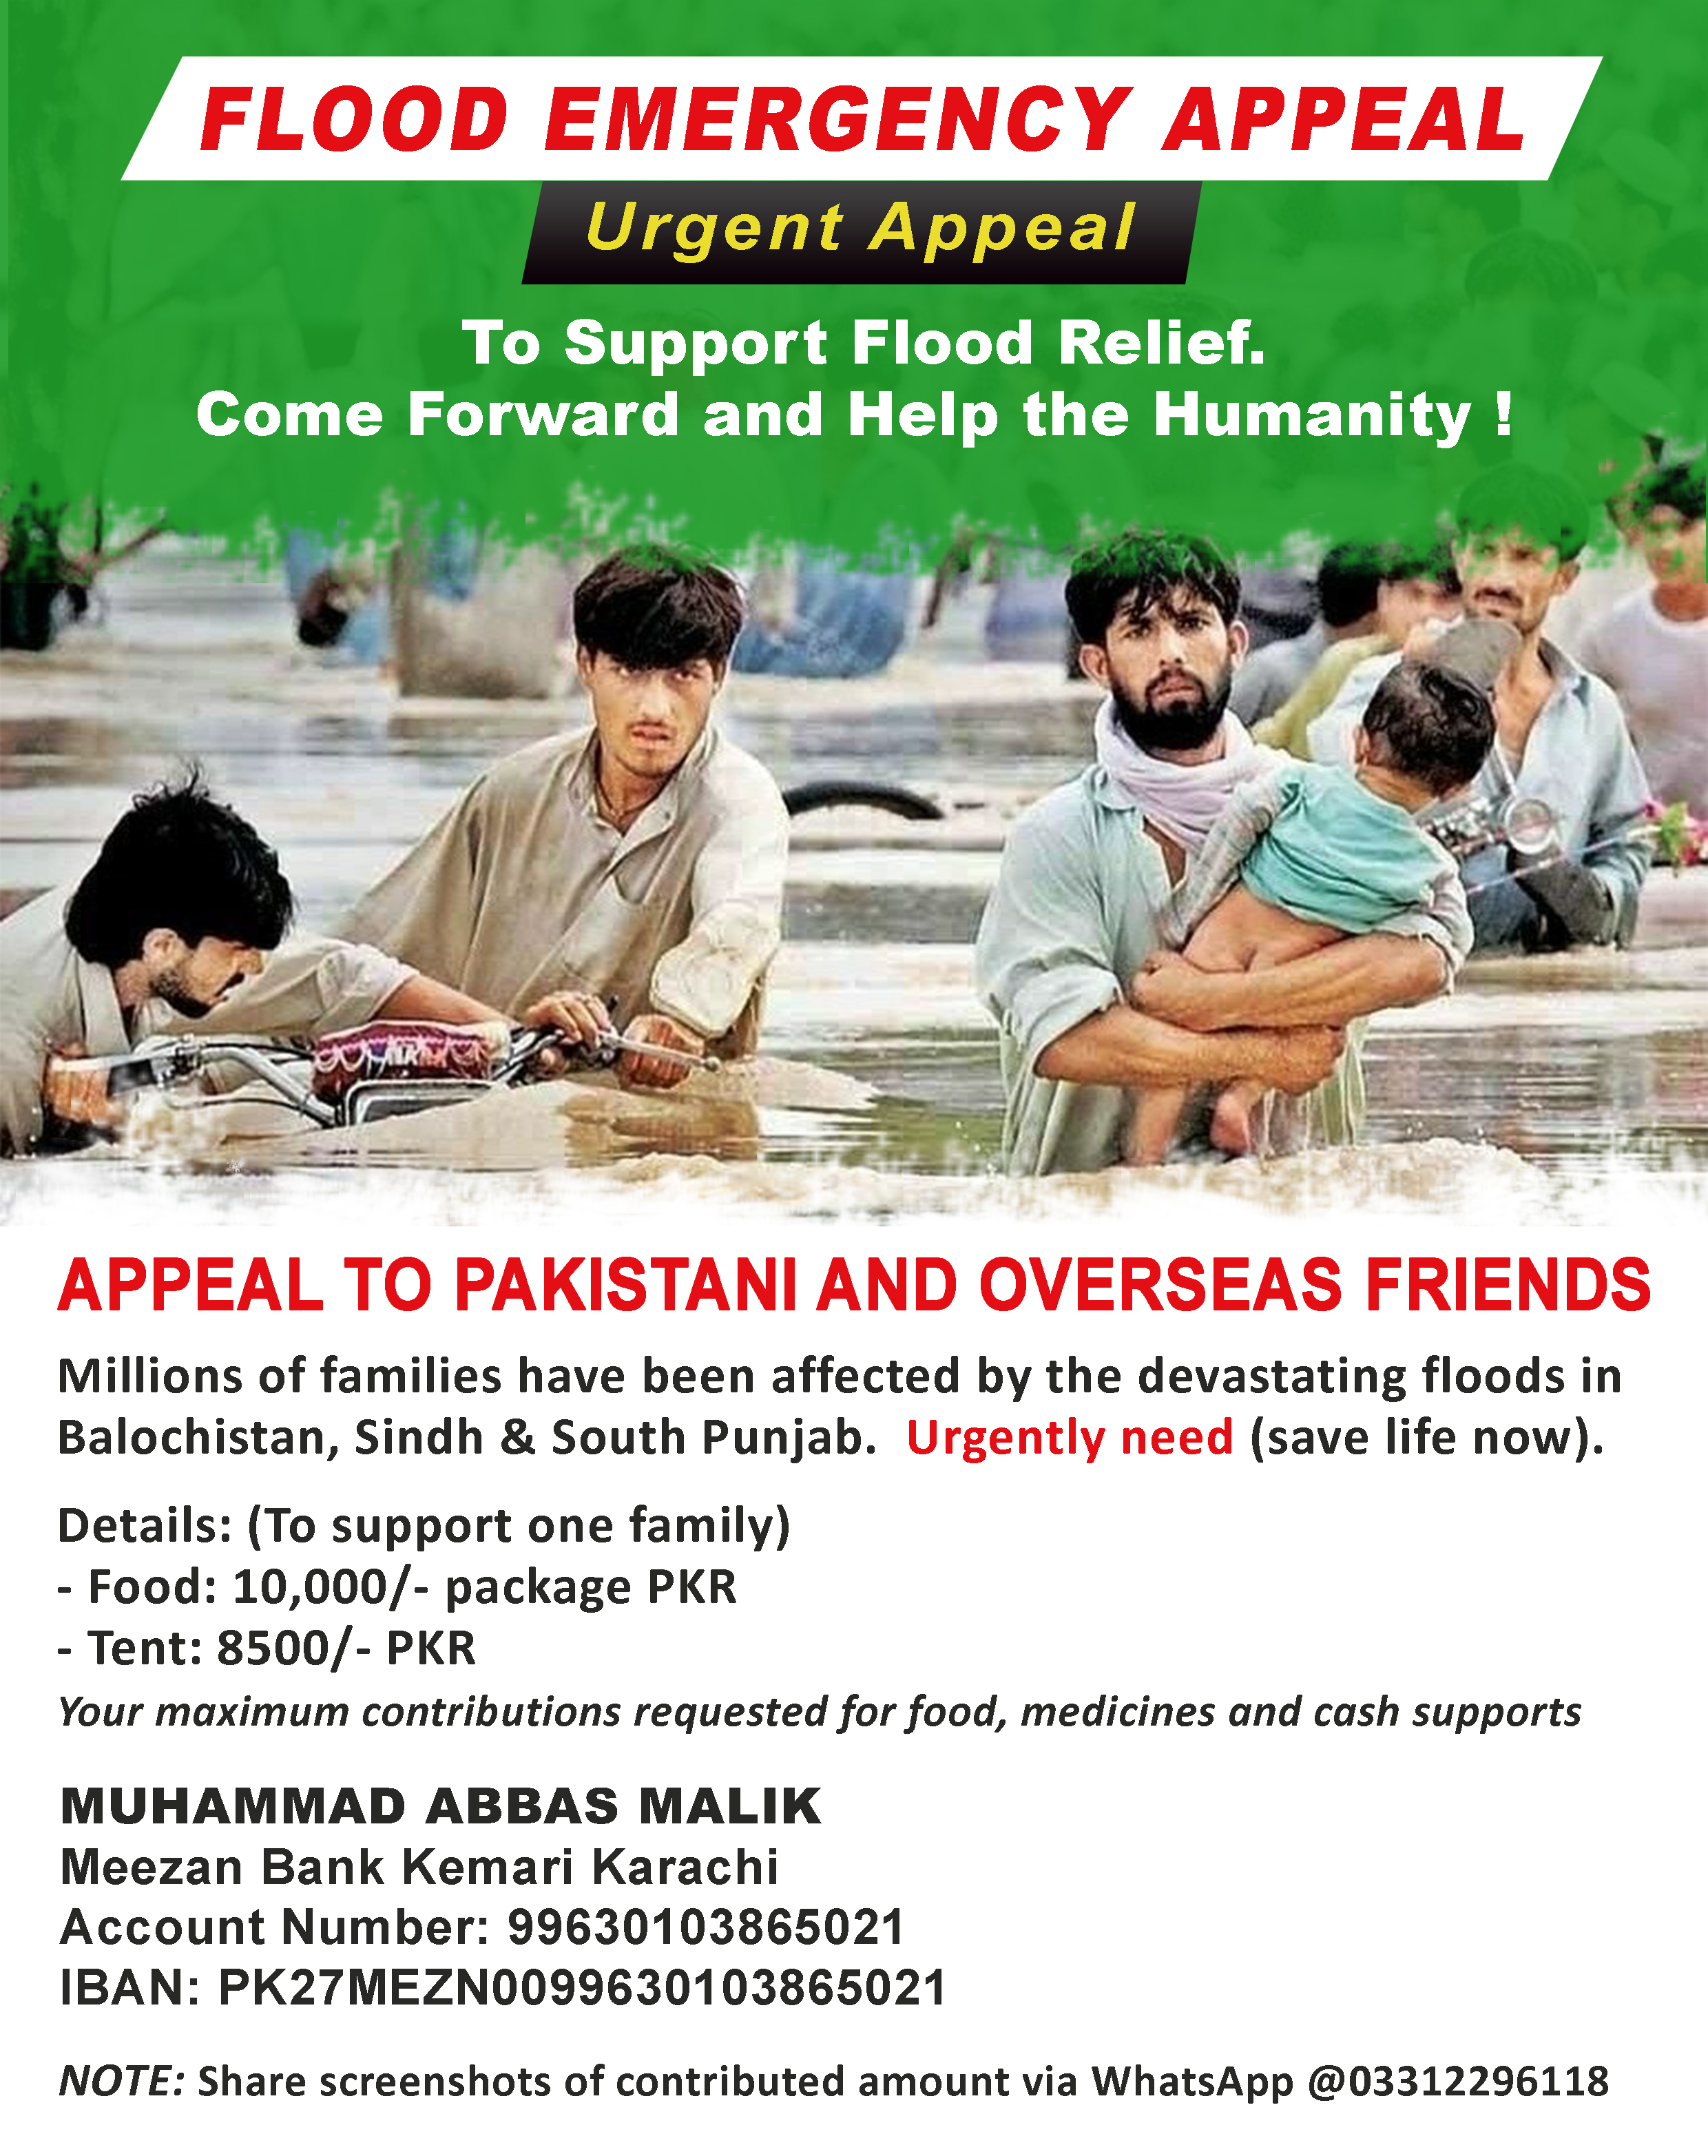 FLOOD EMERGENCY APPEAL
Urgent Appeal
To Support Flood Relief.
Come Forward and Help the Humanity !
APPEAL TO PAKISTANI AND OVERSEAS FRIENDS
Millions of families have been affected by the devastating floods in
Balochistan, Sindh & South Punjab. Urgently need (save life now).
Details: (To support one family)
- Food: 10,000/- package PKR
- Tent: 8500/- PKR
Your maximum contributions requested for food, medicines and cash supports
MUHAMMAD ABBAS MALIK
Meezan Bank Kemari Karachi
Account Number: 99630103865021
IBAN: PK27MEZN0099630103865021
NOTE: Share screenshots of contributed amount via WhatsApp @03312296118